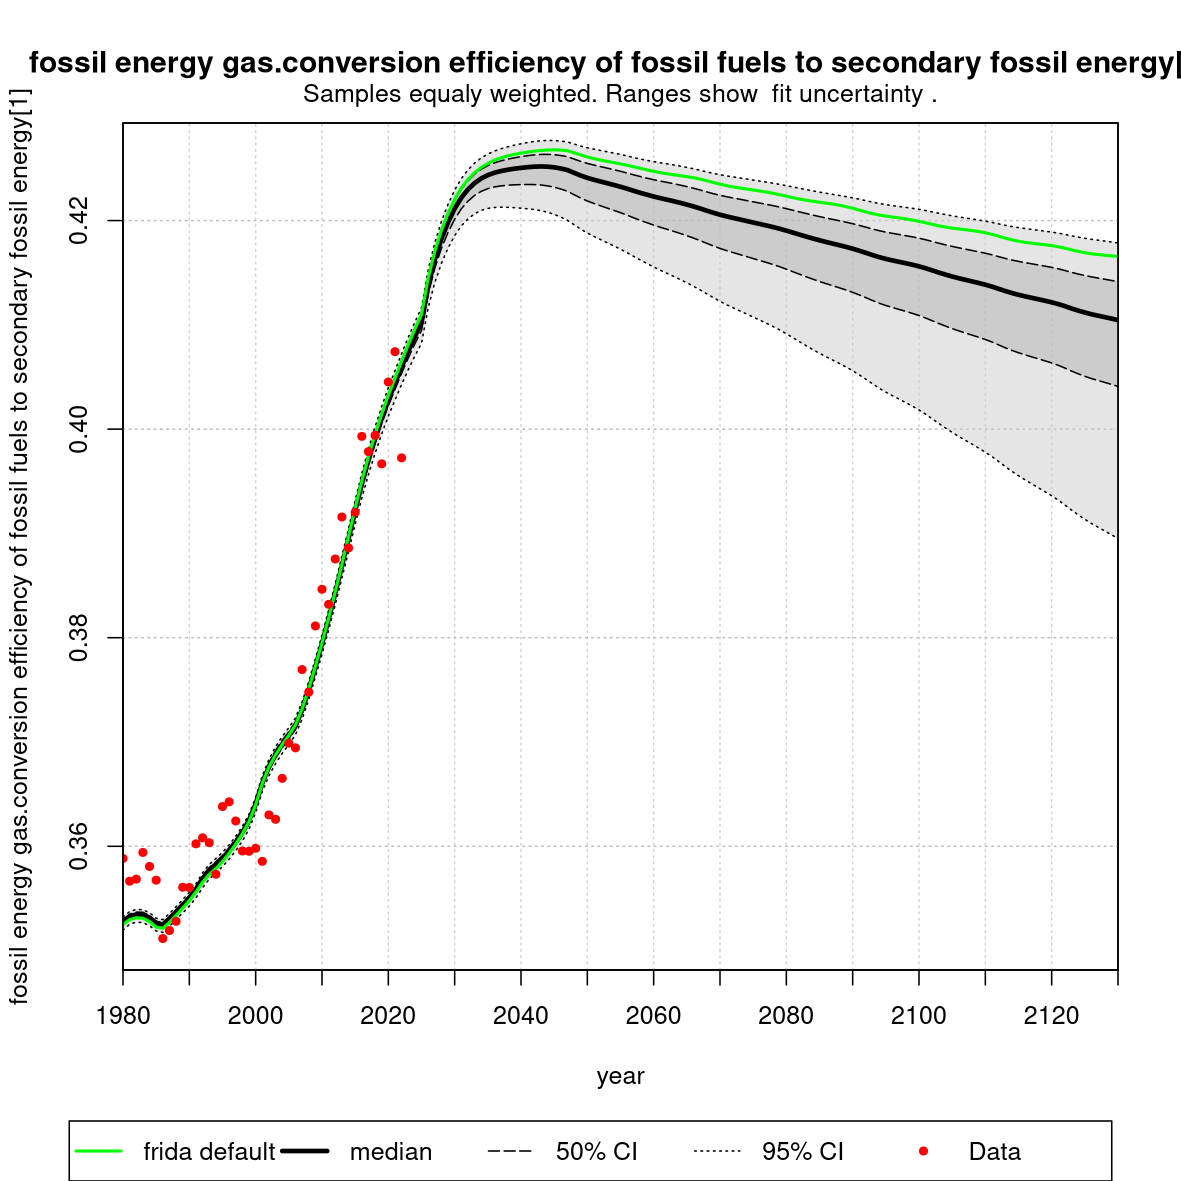 fossil energy gas.conversion efficiency of fossil fuels to secondary fossil energy[
Samples equaly weighted. Ranges show  fit uncertainty .
fossil energy gas.conversion efficiency of fossil fuels to secondary fossil energy[1]
0.42
0.40
0.38
0.36
1980 2000 2020 2040 2060 2080 2100 2120
year
frida default median 50% CI 95% CI Data